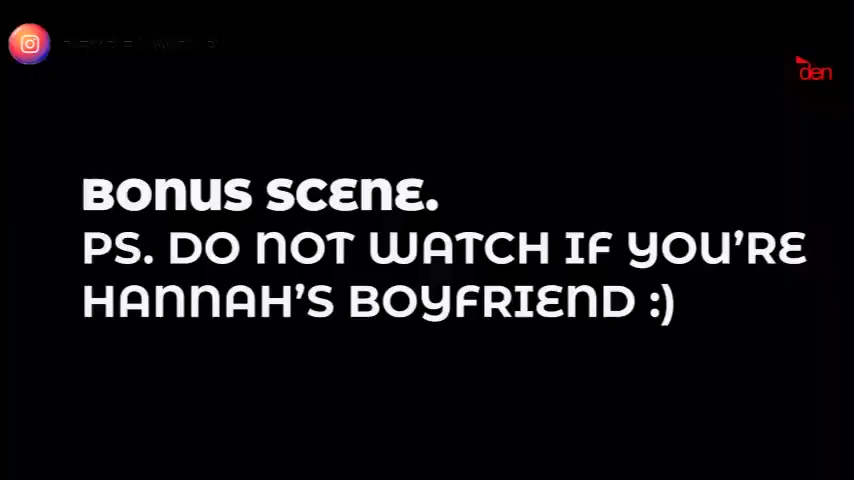 den
BONUS SCENE.
PS. DO NOT WATCH IF YOU'RE
HANNAH'S BOYFRIEND :)